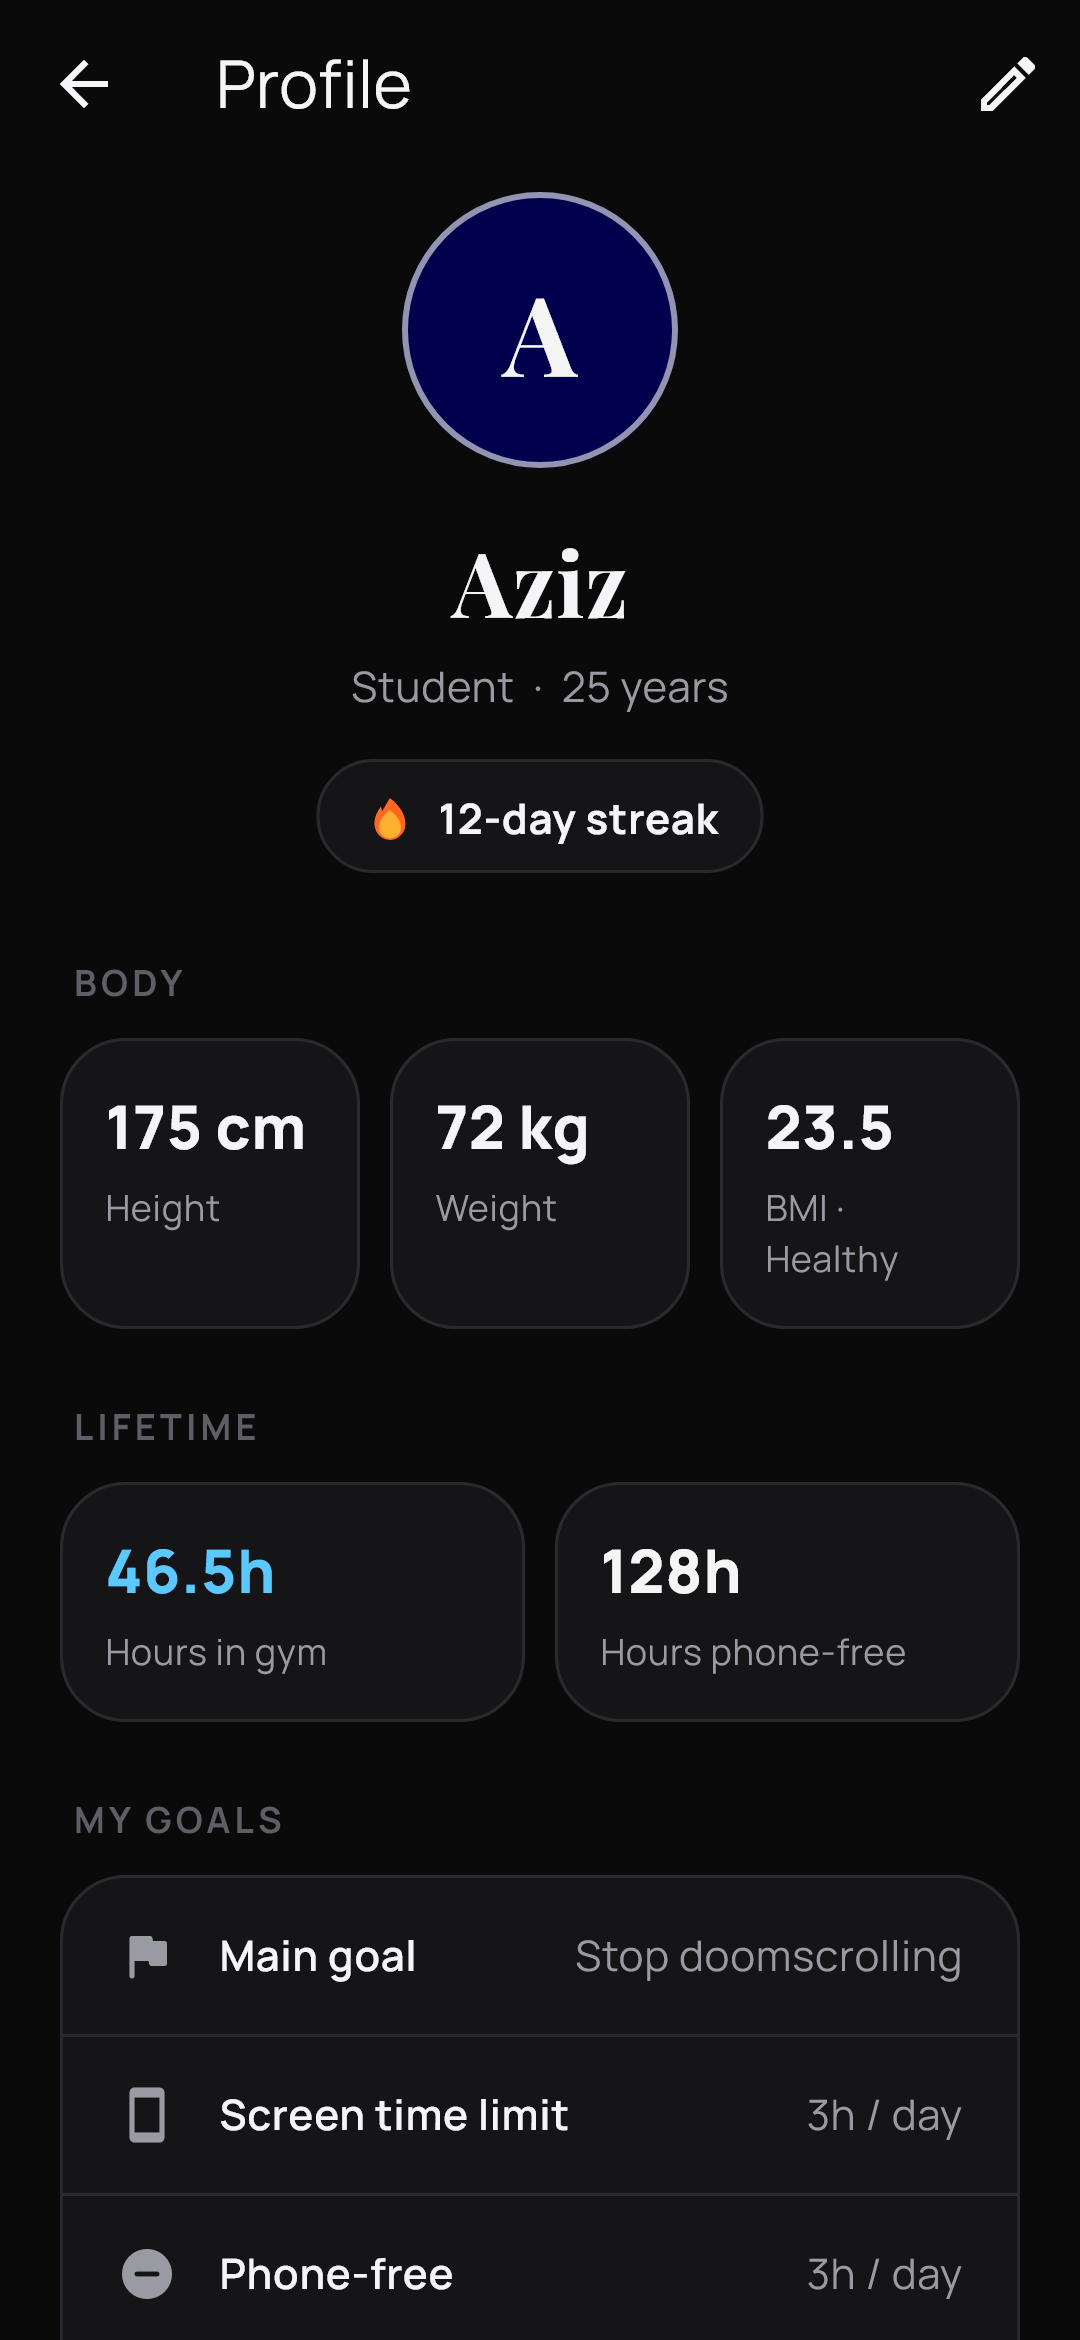 Profile
A
Aziz
Student · 25 years
12-day streak
BODY
175 cm
Height
72 kg
Weight
23.5
BMI ·
Healthy
LIFETIME
46.5h
Hours in gym
128h
Hours phone-free
MY GOALS
Main goal Stop doomscrolling
Screen time limit 3h / day
Phone-free 3h / day